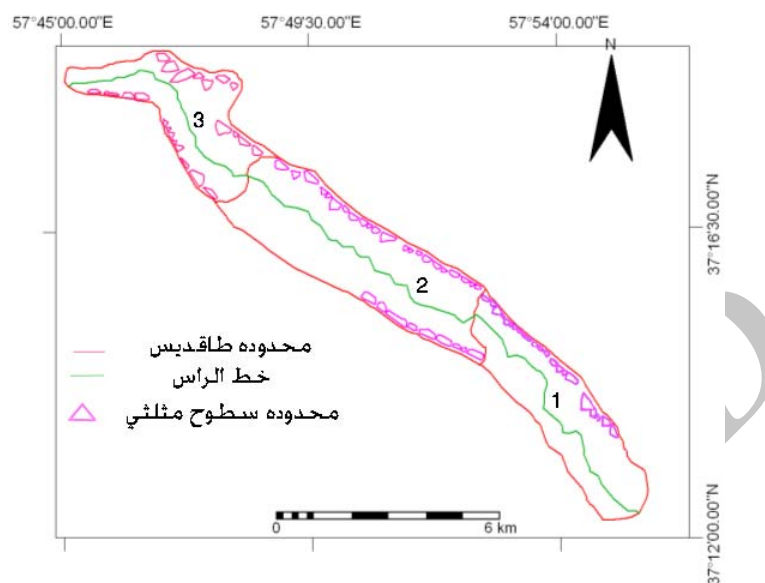 57°45'00.00"E 57°49'30.00"E 57°54'00.00"E
N
3
37°16'30.00"N
2
محدوده طاقدیس
خط الراس
1
محدوده سطوح مثلثي
0 6 km
37°12'00.00"N